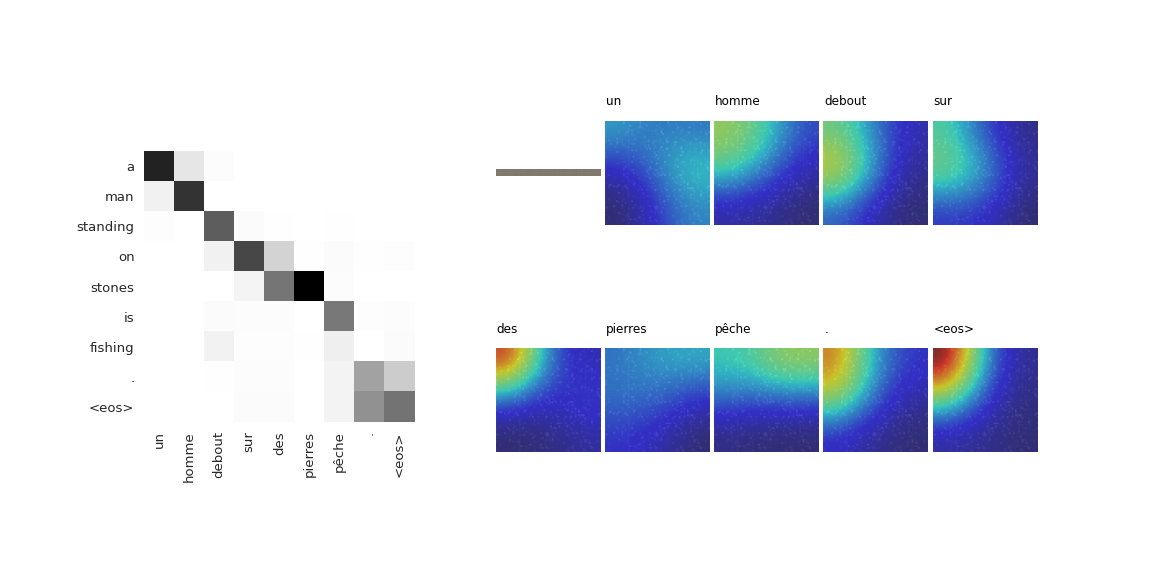 a
man
standing
on
stones
is
fishing
.
<eos>
un
homme
debout
sur
des
pierres
pêche
.
<eos>
un homme debout sur
des pierres pêche . <eos>